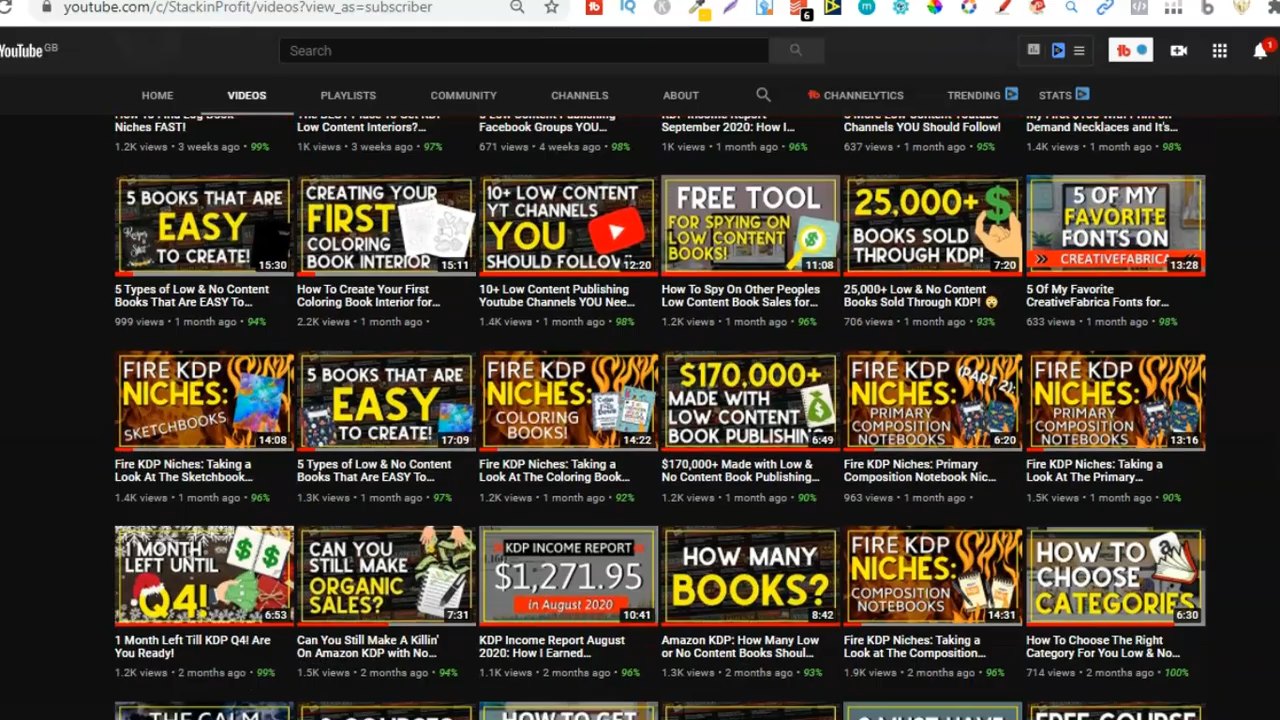 youtube.com/c/StackinProfit/videos?view_as=subscriber
6
YouTube GB
Search
1
HOME VIDEOS PLAYLISTS COMMUNITY CHANNELS ABOUT CHANNELYTICS TRENDING STATS
Niches FAST! Low Content Interiors?... Facebook Groups YOU... September 2020: How I... Channels YOU Should Follow! Demand Necklaces and It's...
1.2K views • 3 weeks ago • 99% 1K views • 3 weeks ago • 97% 671 views • 4 weeks ago • 98% 1K views • 1 month ago • 96% 637 views • 1 month ago • 95% 1.4K views • 1 month ago • 98%
5 BOOKS THAT ARE
EASY
TO CREATE!
15:30
CREATING YOUR
FIRST
COLORING
BOOK INTERIOR
15:11
10+ LOW CONTENT
YT CHANNELS
YOU
SHOULD FOLLOW
12:20
FREE TOOL
FOR SPYING ON
LOW CONTENT
BOOKS!
11:08
25,000+
BOOKS SOLD
THROUGH KDP!
7:20
5 OF MY
FAVORITE
FONTS ON
CREATIVEFABRICA
13:28
5 Types of Low & No Content How To Create Your First 10+ Low Content Publishing How To Spy On Other Peoples 25,000+ Low & No Content 5 Of My Favorite
Books That Are EASY To... Coloring Book Interior for... Youtube Channels YOU Nee... Low Content Book Sales for... Books Sold Through KDP! 😲 CreativeFabrica Fonts for...
999 views • 1 month ago • 94% 2.2K views • 1 month ago • 1.4K views • 1 month ago • 98% 1.2K views • 1 month ago • 96% 706 views • 1 month ago • 93% 633 views • 1 month ago • 98%
FIRE KDP
NICHES:
SKETCHBOOKS
14:08
5 BOOKS THAT ARE
EASY
TO CREATE!
17:09
FIRE KDP
NICHES:
COLORING
BOOKS!
14:22
$170,000+
MADE WITH
LOW CONTENT
BOOK PUBLISHING
6:49
FIRE KDP
NICHES:
(PART 2):
PRIMARY
COMPOSITION
NOTEBOOKS
6:20
FIRE KDP
NICHES:
PRIMARY
COMPOSITION
NOTEBOOKS
13:16
Fire KDP Niches: Taking a 5 Types of Low & No Content Fire KDP Niches: Taking a $170,000+ Made with Low & Fire KDP Niches: Primary Fire KDP Niches: Taking a
Look At The Sketchbook... Books That Are EASY To... Look At The Coloring Book... No Content Book Publishing... Composition Notebook Nic... Look At The Primary...
1.4K views • 1 month ago • 96% 1.3K views • 1 month ago • 97% 1.2K views • 1 month ago • 92% 1.2K views • 1 month ago • 90% 963 views • 1 month ago • 1.5K views • 1 month ago • 90%
1 MONTH
LEFT UNTIL
Q4!
6:53
CAN YOU
STILL MAKE
ORGANIC
SALES?
7:31
KDP INCOME REPORT
$1,271.95
in August 2020
10:41
HOW MANY
BOOKS?
8:42
FIRE KDP
NICHES:
COMPOSITION
NOTEBOOKS
14:31
HOW TO
CHOOSE
CATEGORIES
6:30
1 Month Left Till KDP Q4! Are Can You Still Make A Killin' KDP Income Report August Amazon KDP: How Many Low Fire KDP Niches: Taking a How To Choose The Right
You Ready! On Amazon KDP with No... 2020: How I Earned... or No Content Books Shoul... Look at The Composition... Category For You Low & No...
1.2K views • 2 months ago • 99% 1.5K views • 2 months ago • 94% 1.1K views • 2 months ago • 96% 1.3K views • 2 months ago • 93% 1.9K views • 2 months ago • 96% 714 views • 2 months ago • 100%
THE CALM HOW TO GET FREE COURSE